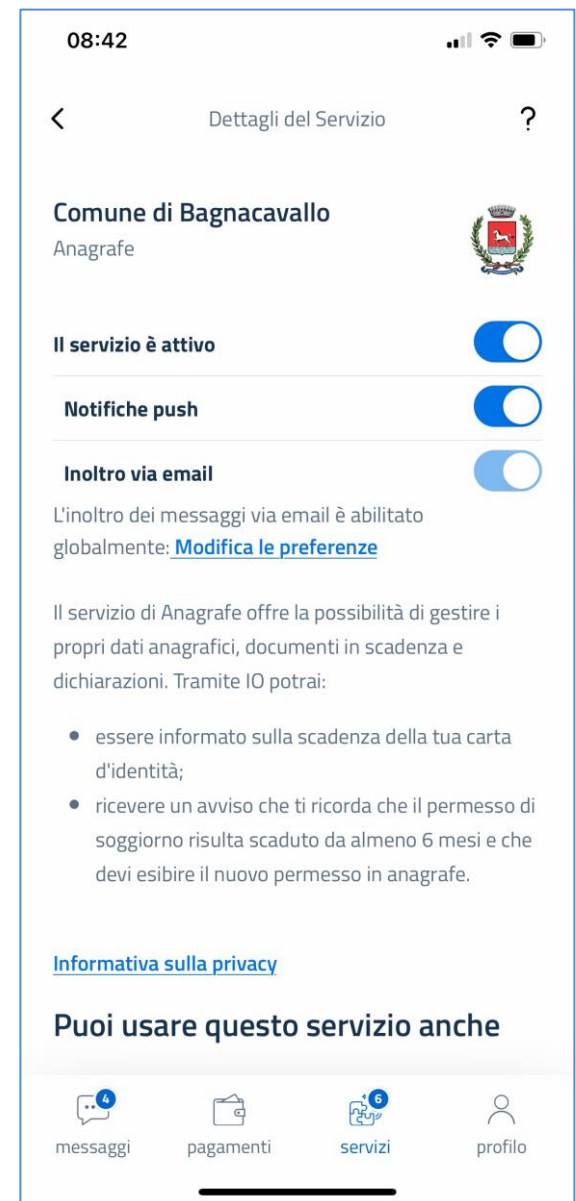 08:42
Dettagli del Servizio
?
Comune di Bagnacavallo
Anagrafe
Il servizio è attivo
Notifiche push
Inoltro via email
L'inoltro dei messaggi via email è abilitato
globalmente: Modifica le preferenze
Il servizio di Anagrafe offre la possibilità di gestire i
propri dati anagrafici, documenti in scadenza e
dichiarazioni. Tramite IO potrai:
essere informato sulla scadenza della tua carta
d'identità;
ricevere un avviso che ti ricorda che il permesso di
soggiorno risulta scaduto da almeno 6 mesi e che
devi esibire il nuovo permesso in anagrafe.
Informativa sulla privacy
Puoi usare questo servizio anche
4
6
messaggi pagamenti servizi profilo